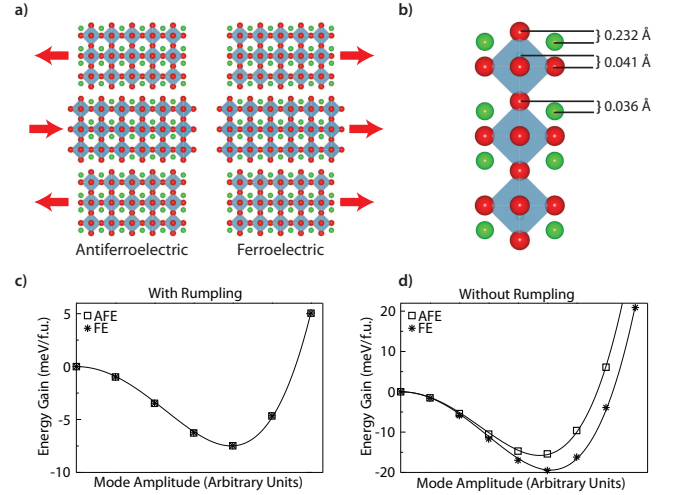 a)
Antiferroelectric
Ferroelectric
b)
} 0.232 Å
} 0.041 Å
} 0.036 Å
c)
With Rumpling
AFE
FE
5
0
-5
-10
Energy Gain (meV/f.u.)
Mode Amplitude (Arbitrary Units)
d)
Without Rumpling
AFE
FE
20
10
0
-10
-20
Energy Gain (meV/f.u.)
Mode Amplitude (Arbitrary Units)